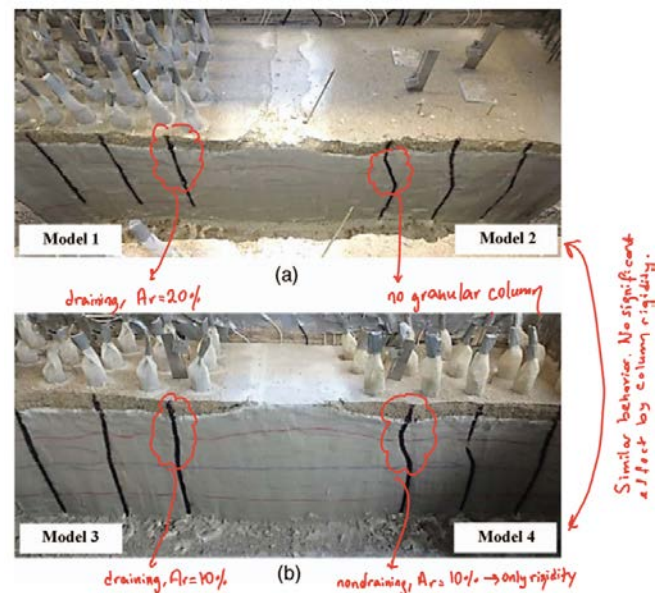 Model 1
Model 2
(a)
draining, Ar=20%
no granular column
Model 3
Model 4
(b)
draining, Ar=10%
nondraining, Ar=10% → only rigidity
Similar behavior. No significant
effect by column rigidity.